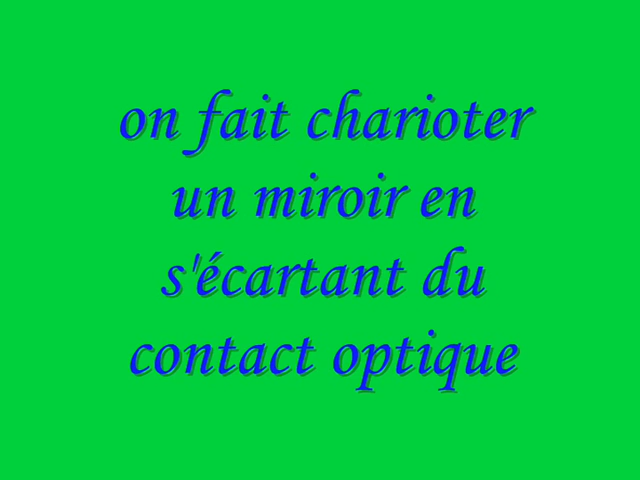 on fait charioter
un miroir en
s'écartant du
contact optique